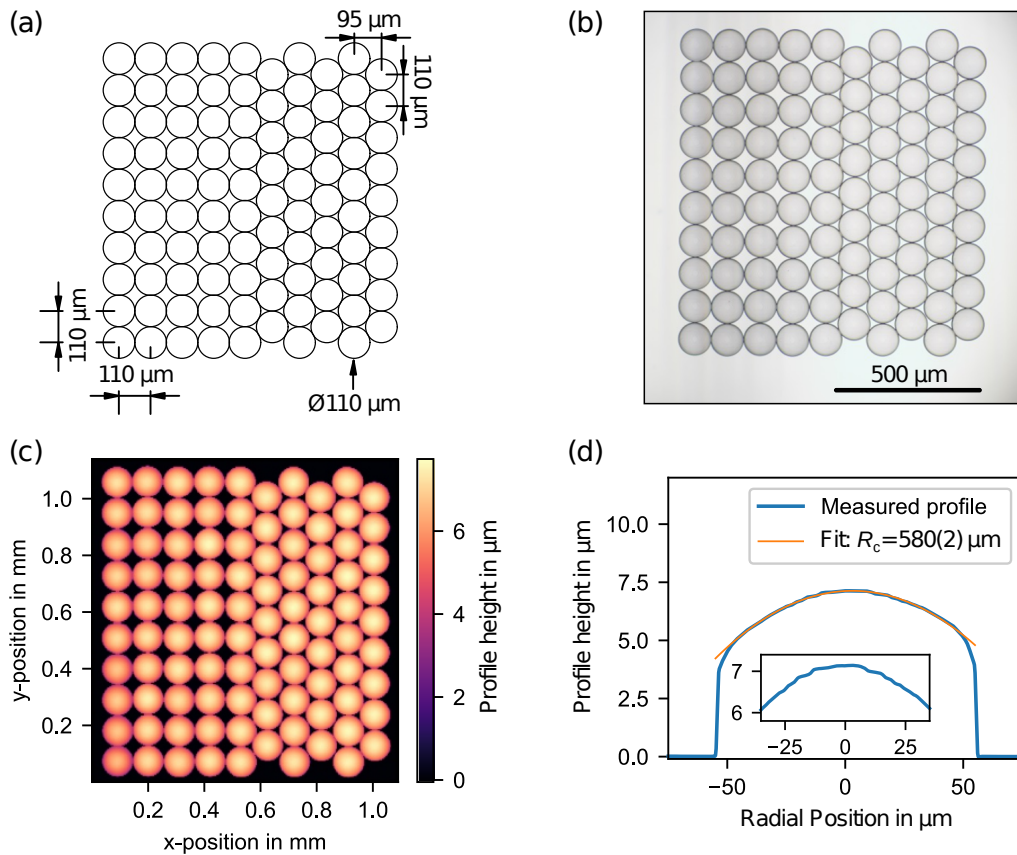 (a)
95 µm
110 µm
110 µm
110 µm
Ø110 µm
(b)
500 µm
(c)
1.0
0.8
0.6
0.4
0.2
y-position in mm
0.2
0.4
0.6
0.8
1.0
x-position in mm
6
4
2
0
Profile height in µm
(d)
Measured profile
Fit: Rc=580(2) µm
10.0
7.5
5.0
2.5
0.0
Profile height in µm
7
6
−25
0
25
−50
0
50
Radial Position in µm